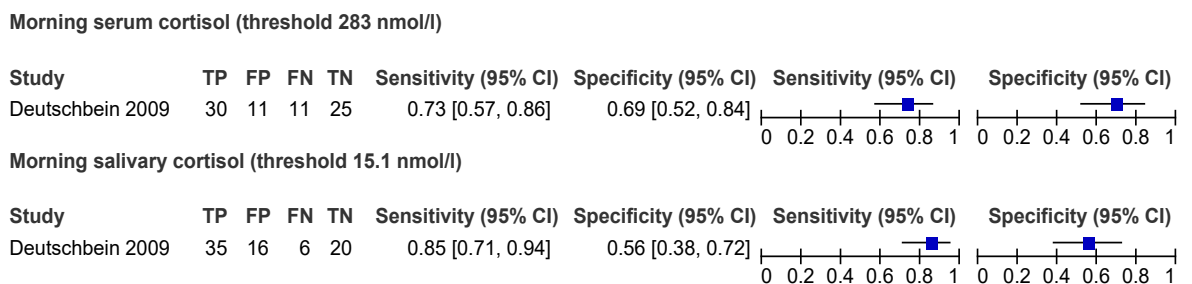 Morning serum cortisol (threshold 283 nmol/l)
Study TP FP FN TN Sensitivity (95% CI) Specificity (95% CI) Sensitivity (95% CI) Specificity (95% CI)
Deutschbein 2009 30 11 11 25 0.73 [0.57, 0.86] 0.69 [0.52, 0.84]
0 0.2 0.4 0.6 0.8 1 0 0.2 0.4 0.6 0.8 1
Morning salivary cortisol (threshold 15.1 nmol/l)
Study TP FP FN TN Sensitivity (95% CI) Specificity (95% CI) Sensitivity (95% CI) Specificity (95% CI)
Deutschbein 2009 35 16 6 20 0.85 [0.71, 0.94] 0.56 [0.38, 0.72]
0 0.2 0.4 0.6 0.8 1 0 0.2 0.4 0.6 0.8 1